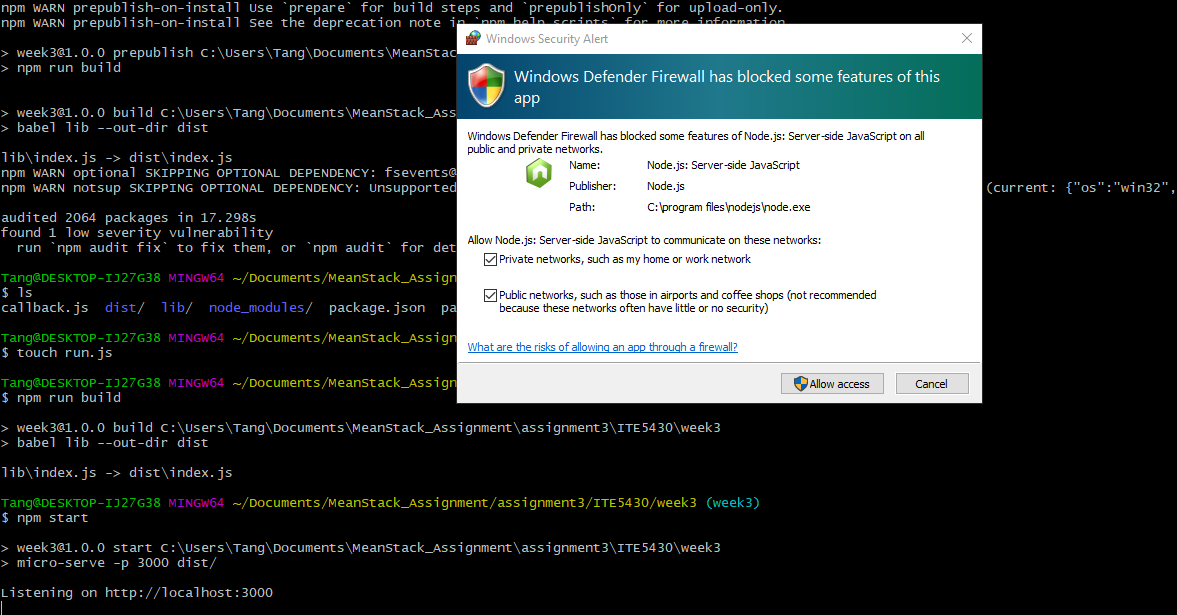 npm WARN prepublish-on-install Use `prepare` for build steps and `prepublishOnly` for upload-only.
npm WARN prepublish-on-install See the deprecation note in `npm help scripts` for more information.
> week3@1.0.0 prepublish C:\Users\Tang\Documents\MeanStac
> npm run build
> week3@1.0.0 build C:\Users\Tang\Documents\MeanStack_Ass
> babel lib --out-dir dist
lib\index.js -> dist\index.js
npm WARN optional SKIPPING OPTIONAL DEPENDENCY: fsevents@
npm WARN notsup SKIPPING OPTIONAL DEPENDENCY: Unsupported (current: {"os":"win32",
audited 2064 packages in 17.298s
found 1 low severity vulnerability
run `npm audit fix` to fix them, or `npm audit` for det
Tang@DESKTOP-IJ27G38 MINGW64 ~/Documents/MeanStack_Assign
$ ls
callback.js dist/ lib/ node_modules/ package.json pa
Tang@DESKTOP-IJ27G38 MINGW64 ~/Documents/MeanStack_Assign
$ touch run.js
Tang@DESKTOP-IJ27G38 MINGW64 ~/Documents/MeanStack_Assign
$ npm run build
> week3@1.0.0 build C:\Users\Tang\Documents\MeanStack_Assignment\assignment3\ITE5430\week3
> babel lib --out-dir dist
lib\index.js -> dist\index.js
Tang@DESKTOP-IJ27G38 MINGW64 ~/Documents/MeanStack_Assignment/assignment3/ITE5430/week3 (week3)
$ npm start
> week3@1.0.0 start C:\Users\Tang\Documents\MeanStack_Assignment\assignment3\ITE5430\week3
> micro-serve -p 3000 dist/
Listening on http://localhost:3000
Windows Security Alert
Windows Defender Firewall has blocked some features of this
app
Windows Defender Firewall has blocked some features of Node.js: Server-side JavaScript on all
public and private networks.
Name: Node.js: Server-side JavaScript
Publisher: Node.js
Path: C:\program files\nodejs\node.exe
Allow Node.js: Server-side JavaScript to communicate on these networks:
Private networks, such as my home or work network
Public networks, such as those in airports and coffee shops (not recommended
because these networks often have little or no security)
What are the risks of allowing an app through a firewall?
Allow access Cancel